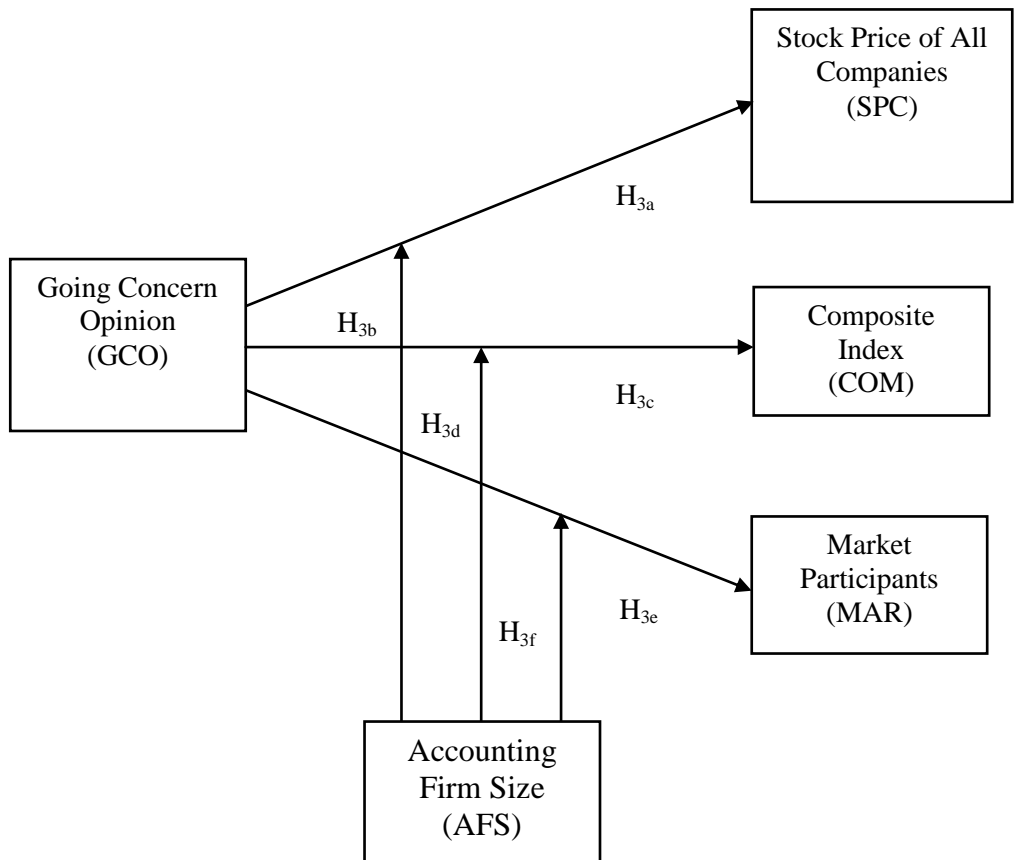 Stock Price of All
Companies
(SPC)
H3a
Going Concern
Opinion
(GCO)
H3b
Composite
Index
(COM)
H3c
H3d
Market
Participants
(MAR)
H3e
H3f
Accounting
Firm Size
(AFS)